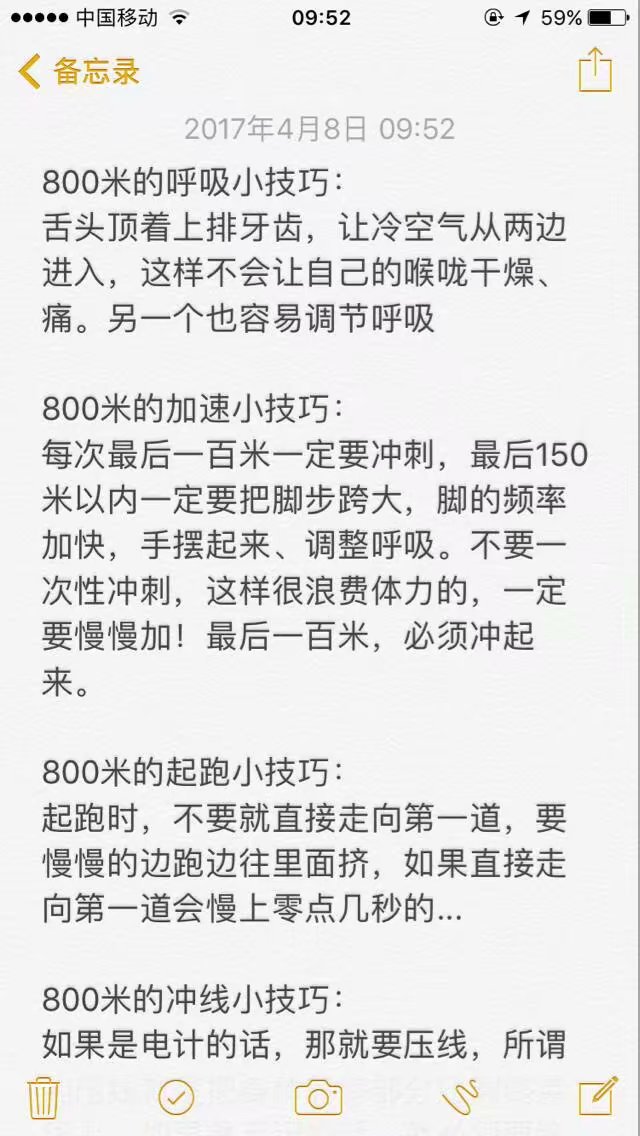 中国移动 09:52 59%
备忘录
2017年4月8日 09:52
800米的呼吸小技巧：
舌头顶着上排牙齿，让冷空气从两边
进入，这样不会让自己的喉咙干燥、
痛。另一个也容易调节呼吸
800米的加速小技巧：
每次最后一百米一定要冲刺，最后150
米以内一定要把脚步跨大，脚的频率
加快，手摆起来、调整呼吸。不要一
次性冲刺，这样很浪费体力的，一定
要慢慢加！最后一百米，必须冲起
来。
800米的起跑小技巧：
起跑时，不要就直接走向第一道，要
慢慢的边跑边往里面挤，如果直接走
向第一道会慢上零点几秒的...
800米的冲线小技巧：
如果是电计的话，那就要压线，所谓